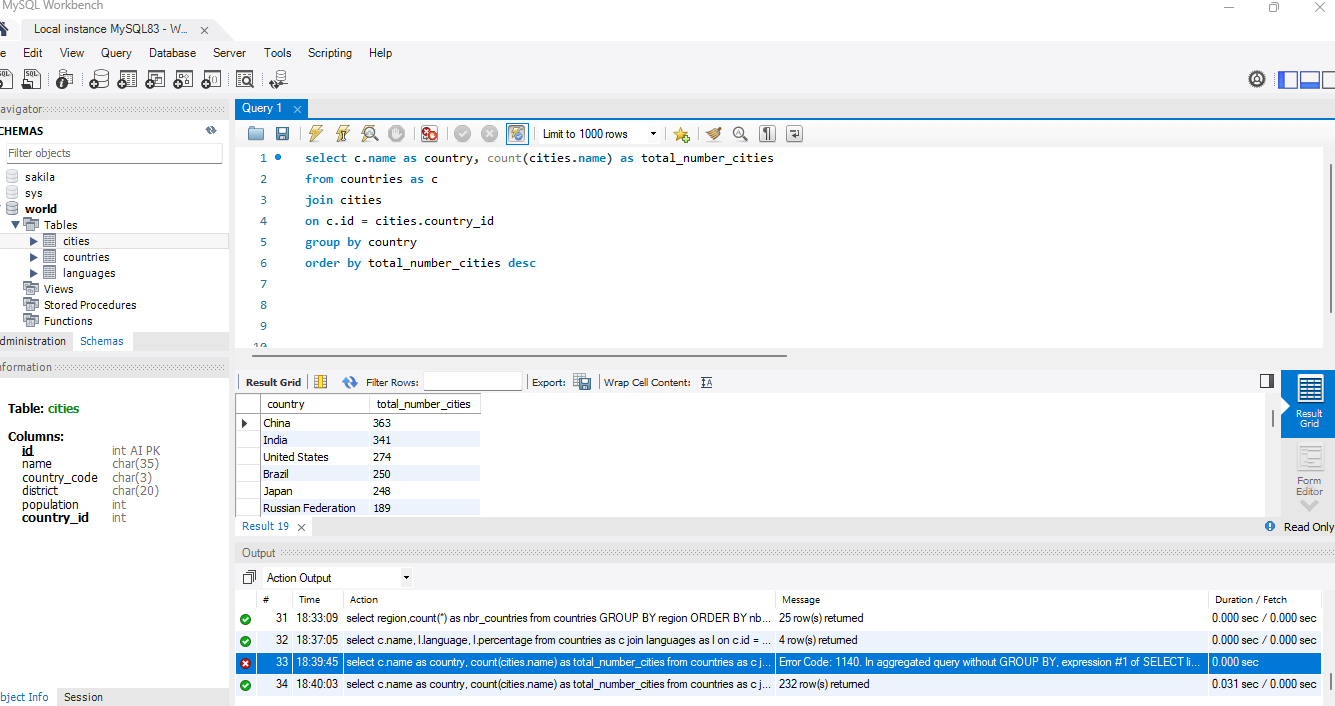 MySQL Workbench
Local instance MySQL83 - W...
e Edit View Query Database Server Tools Scripting Help
avigator
CHEMAS
Filter objects
sakila
sys
world
Tables
cities
countries
languages
Views
Stored Procedures
Functions
dministration Schemas
nformation
Table: cities
Columns:
id int AI PK
name char(35)
country_code char(3)
district char(20)
population int
country_id int
bject Info Session
Query 1
Limit to 1000 rows
1 select c.name as country, count(cities.name) as total_number_cities
2 from countries as c
3 join cities
4 on c.id = cities.country_id
5 group by country
6 order by total_number_cities desc
7
8
9
10
Result Grid Filter Rows: Export: Wrap Cell Content:
country total_number_cities
China 363
India 341
United States 274
Brazil 250
Japan 248
Russian Federation 189
Result Grid
Form Editor
Result 19
Read Only
Output
Action Output
# Time Action Message Duration / Fetch
31 18:33:09 select region,count(*) as nbr_countries from countries GROUP BY region ORDER BY nb... 25 row(s) returned 0.000 sec / 0.000 sec
32 18:37:05 select c.name, l.language, l.percentage from countries as c join languages as l on c.id = ... 4 row(s) returned 0.000 sec / 0.000 sec
33 18:39:45 select c.name as country, count(cities.name) as total_number_cities from countries as c j... Error Code: 1140. In aggregated query without GROUP BY, expression #1 of SELECT li... 0.000 sec
34 18:40:03 select c.name as country, count(cities.name) as total_number_cities from countries as c j... 232 row(s) returned 0.031 sec / 0.000 sec